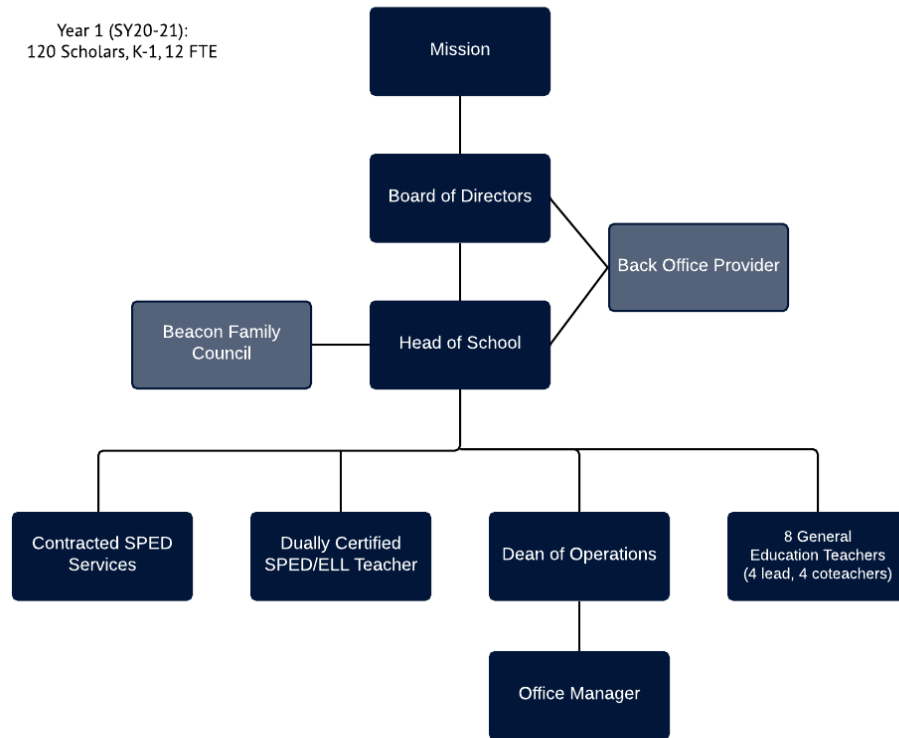 Year 1 (SY20-21):
120 Scholars, K-1, 12 FTE
Mission
Board of Directors
Back Office Provider
Beacon Family
Council
Head of School
Contracted SPED
Services
Dually Certified
SPED/ELL Teacher
Dean of Operations
8 General
Education Teachers
(4 lead, 4 coteachers)
Office Manager